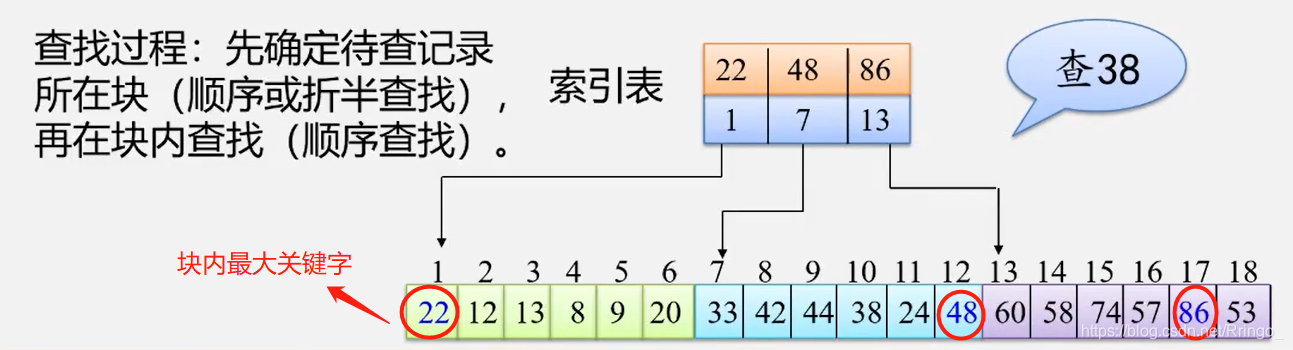 查找过程：先确定待查记录
所在块（顺序或折半查找），
再在块内查找（顺序查找）。
索引表
22 48 86
1 7 13
查38
块内最大关键字
1 2 3 4 5 6 7 8 9 10 11 12 13 14 15 16 17 18
22 12 13 8 9 20 33 42 44 38 24 48 60 58 74 57 86 53
https://blog.csdn.net/Rringo_